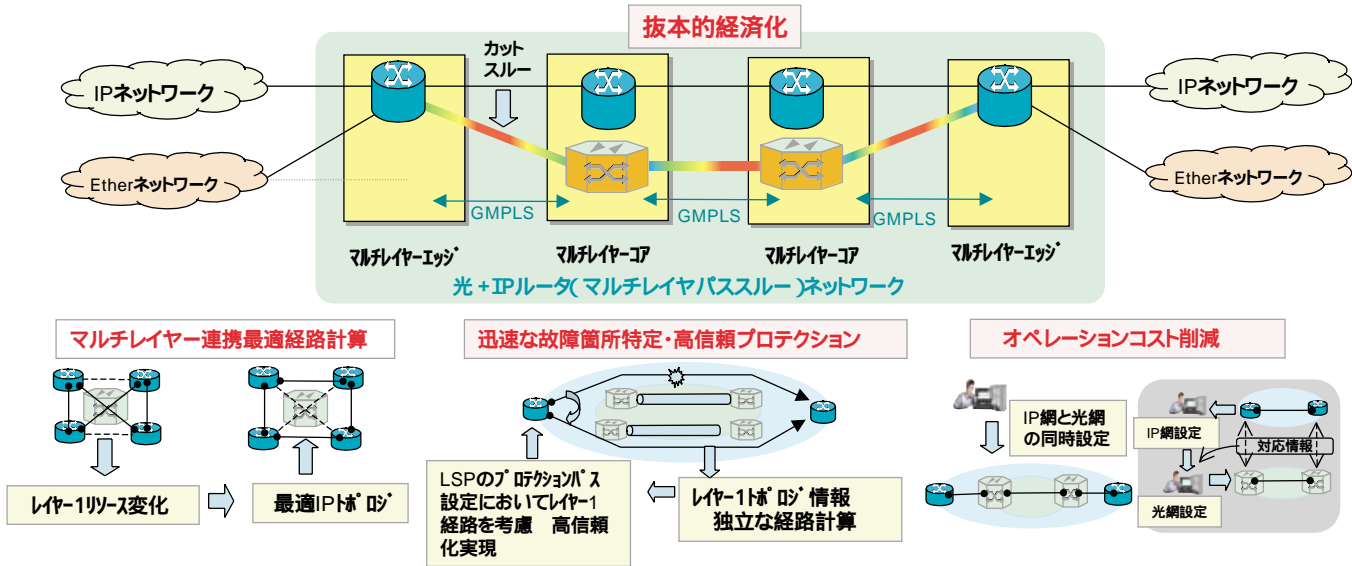 抜本的経済化
カット
スルー
IPネットワーク
IPネットワーク
Etherネットワーク
Etherネットワーク
GMPLS
GMPLS
GMPLS
マルチレイヤーエッジ
マルチレイヤーコア
マルチレイヤーコア
マルチレイヤーエッジ
光+IPルータ(マルチレイヤパススルー)ネットワーク
マルチレイヤー連携最適経路計算
レイヤー1リソース変化
最適IPトポロジ
迅速な故障箇所特定・高信頼プロテクション
LSPのプロテクションパス
設定においてレイヤー1
経路を考慮 高信頼
化実現
レイヤー1トポロジ情報
独立な経路計算
オペレーションコスト削減
IP網と光網
の同時設定
IP網設定
対応情報
光網設定